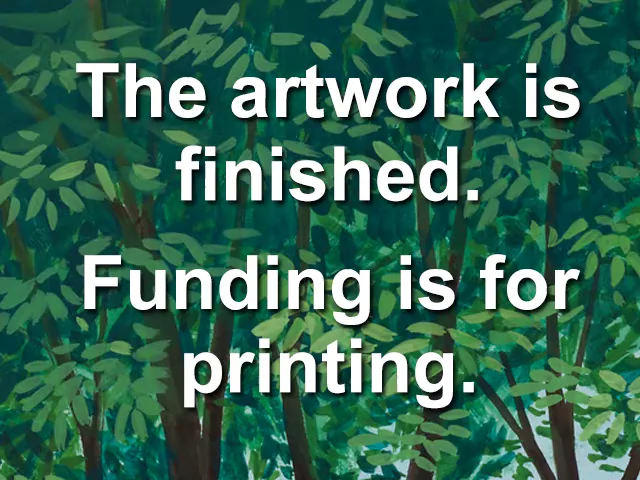 The artwork is
finished.
Funding is for
printing.